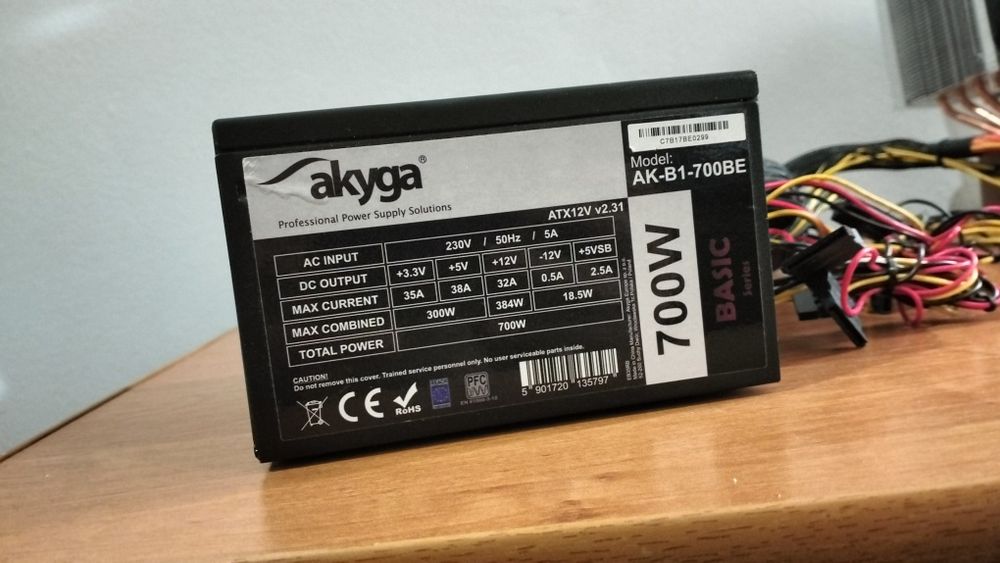 akyga®
Professional Power Supply Solutions
C7B17BE0299
Model:
AK-B1-700BE
ATX12V v2.31
AC INPUT 230V / 50Hz / 5A
DC OUTPUT +3.3V +5V +12V -12V +5VSB
MAX CURRENT 35A 38A 32A 0.5A 2.5A
MAX COMBINED 300W 384W 18.5W
TOTAL POWER 700W
700W
BASIC
Series
CAUTION!
Do not remove this cover. Trained service personnel only. No user serviceable parts inside.
CE
RoHS
REACH
PFC
5 901720 135797